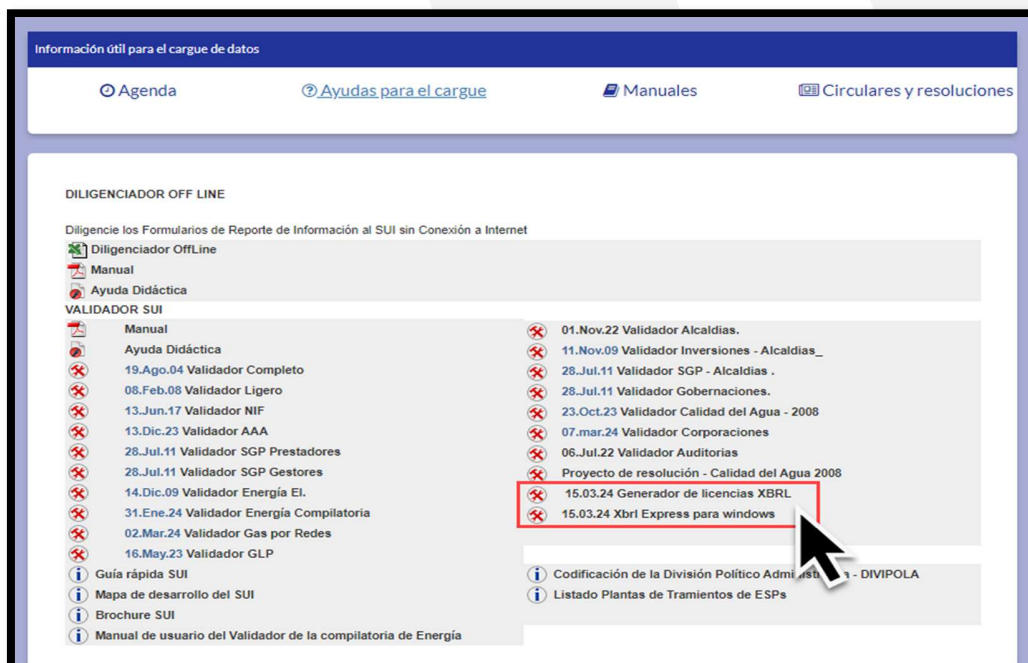 Información útil para el cargue de datos
Agenda
Ayudas para el cargue
Manuales
Circulares y resoluciones
DILIGENCIADOR OFF LINE
Diligencie los Formularios de Reporte de Información al SUI sin Conexión a Internet
Diligenciador OffLine
Manual
Ayuda Didáctica
VALIDADOR SUI
Manual
Ayuda Didáctica
19.Ago.04 Validador Completo
08.Feb.08 Validador Ligero
13.Jun.17 Validador NIF
13.Dic.23 Validador AAA
28.Jul.11 Validador SGP Prestadores
28.Jul.11 Validador SGP Gestores
14.Dic.09 Validador Energía El.
31.Ene.24 Validador Energía Compilatoria
02.Mar.24 Validador Gas por Redes
16.May.23 Validador GLP
01.Nov.22 Validador Alcaldias.
11.Nov.09 Validador Inversiones - Alcaldias_
28.Jul.11 Validador SGP - Alcaldias .
28.Jul.11 Validador Gobernaciones.
23.Oct.23 Validador Calidad del Agua - 2008
07.mar.24 Validador Corporaciones
06.Jul.22 Validador Auditorias
Proyecto de resolución - Calidad del Agua 2008
15.03.24 Generador de licencias XBRL
15.03.24 Xbrl Express para windows
Guía rápida SUI
Mapa de desarrollo del SUI
Brochure SUI
Manual de usuario del Validador de la compilatoria de Energía
Codificación de la División Político - DIVIPOLA
Listado Plantas de Tramientos de ESPs